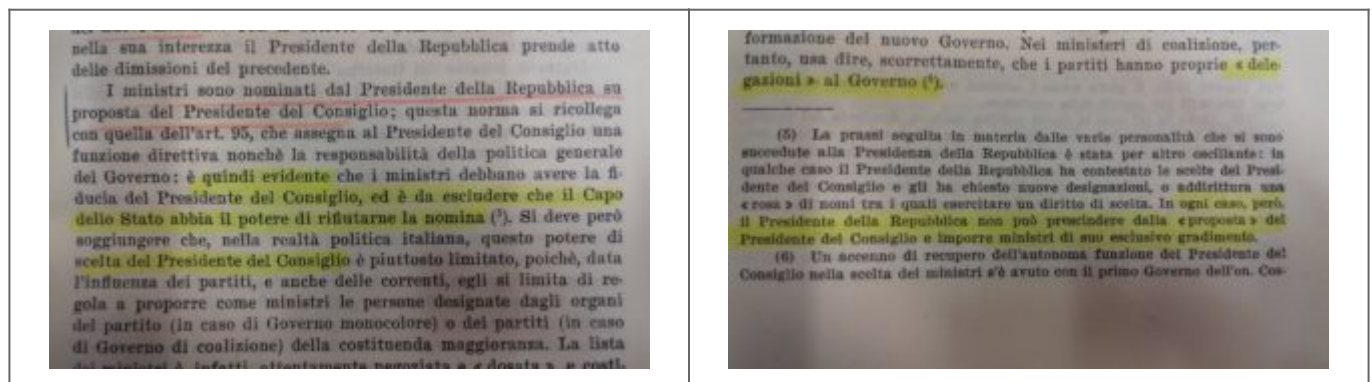 nella sua interezza il Presidente della Repubblica prende atto
delle dimissioni del precedente.
I ministri sono nominati dal Presidente della Repubblica su
proposta del Presidente del Consiglio; questa norma si ricollega
con quella dell'art. 95, che assegna al Presidente del Consiglio una
funzione direttiva nonchè la responsabilità della politica generale
del Governo: è quindi evidente che i ministri debbano avere la fi-
ducia del Presidente del Consiglio, ed è da escludere che il Capo
dello Stato abbia il potere di rifiutarne la nomina (⁵). Si deve però
soggiungere che, nella realtà politica italiana, questo potere di
scelta del Presidente del Consiglio è piuttosto limitato, poichè, data
l'influenza dei partiti, e anche delle correnti, egli si limita di re-
gola a proporre come ministri le persone designate dagli organi
del partito (in caso di Governo monocolore) o dei partiti (in caso
di Governo di coalizione) della costituenda maggioranza. La lista
dei ministri è, infatti, attentamente negoziata e « dosata », e costi-
formazione del nuovo Governo. Nei ministeri di coalizione, per-
tanto, usa dire, scorrettamente, che i partiti hanno proprie « dele-
gazioni » al Governo (⁶).
(5) La prassi seguita in materia dalle varie personalità che si sono
succedute alla Presidenza della Repubblica è stata per altro oscillante: in
qualche caso il Presidente della Repubblica ha contestato le scelte del Presi-
dente del Consiglio e gli ha chiesto nuove designazioni, o addirittura una
« rosa » di nomi tra i quali esercitare un diritto di scelta. In ogni caso, però,
il Presidente della Repubblica non può prescindere dalla « proposta » del
Presidente del Consiglio e imporre ministri di suo esclusivo gradimento.
(6) Un accenno di recupero dell'autonoma funzione del Presidente del
Consiglio nella scelta dei ministri s'è avuto con il primo Governo dell'on. Cos-